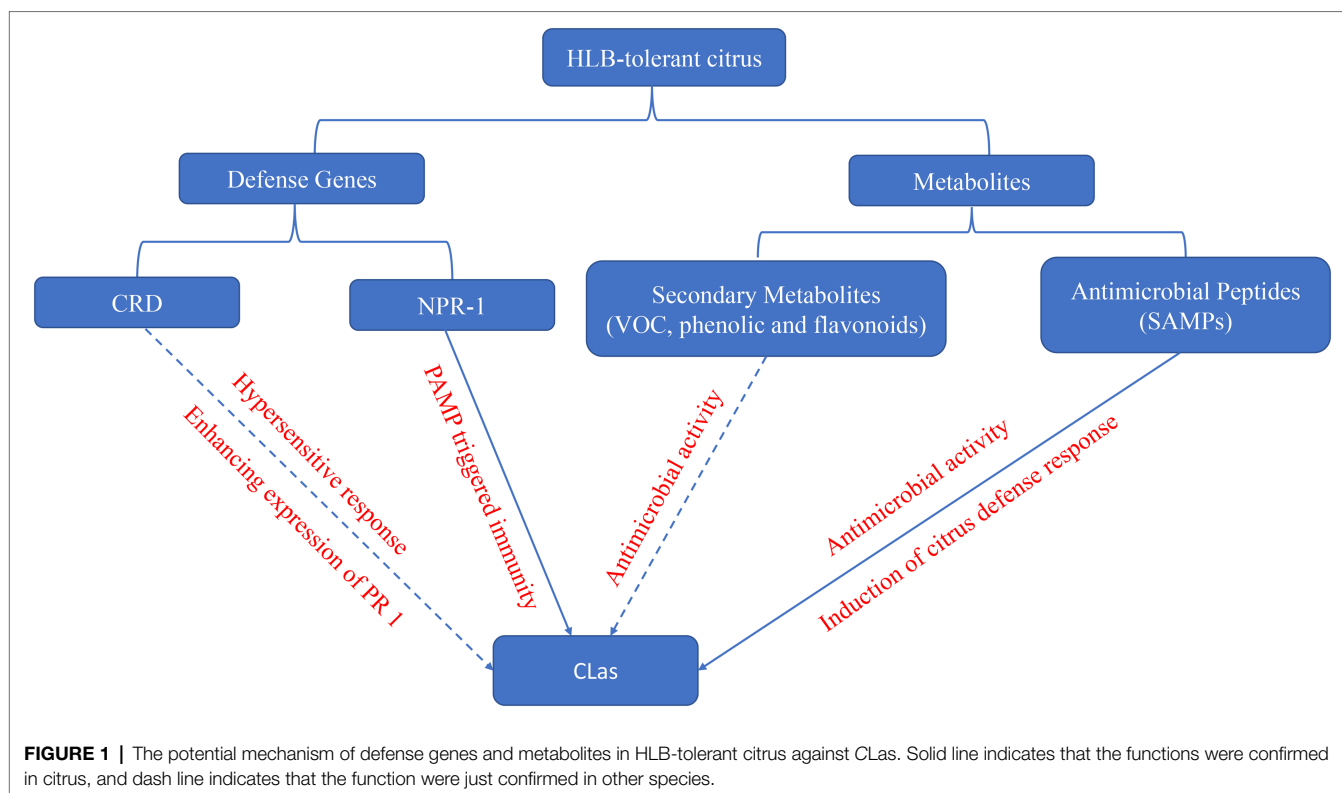 HLB-tolerant citrus
Defense Genes
Metabolites
CRD
NPR-1
Secondary Metabolites
(VOC, phenolic and flavonoids)
Antimicrobial Peptides
(SAMPs)
Hypersensitive response
Enhancing expression of PR 1
PAMP triggered immunity
Antimicrobial activity
Antimicrobial activity
Induction of citrus defense response
CLas
FIGURE 1 | The potential mechanism of defense genes and metabolites in HLB-tolerant citrus against CLas. Solid line indicates that the functions were confirmed
in citrus, and dash line indicates that the function were just confirmed in other species.